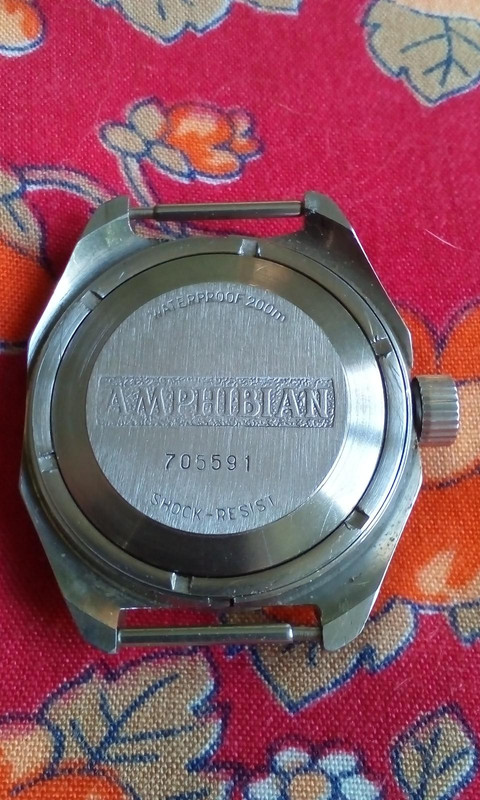 WATERPROOF 200m
AMPHIBIAN
705591
SHOCK-RESIST